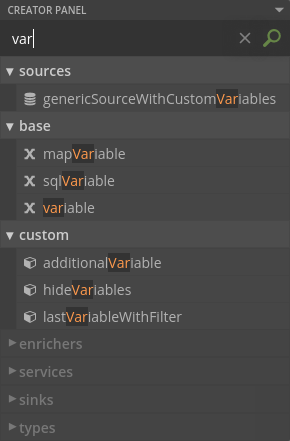 CREATOR PANEL
var
sources
genericSourceWithCustomVariables
base
mapVariable
sqlVariable
variable
custom
additionalVariable
hideVariables
lastVariableWithFilter
enrichers
services
sinks
types